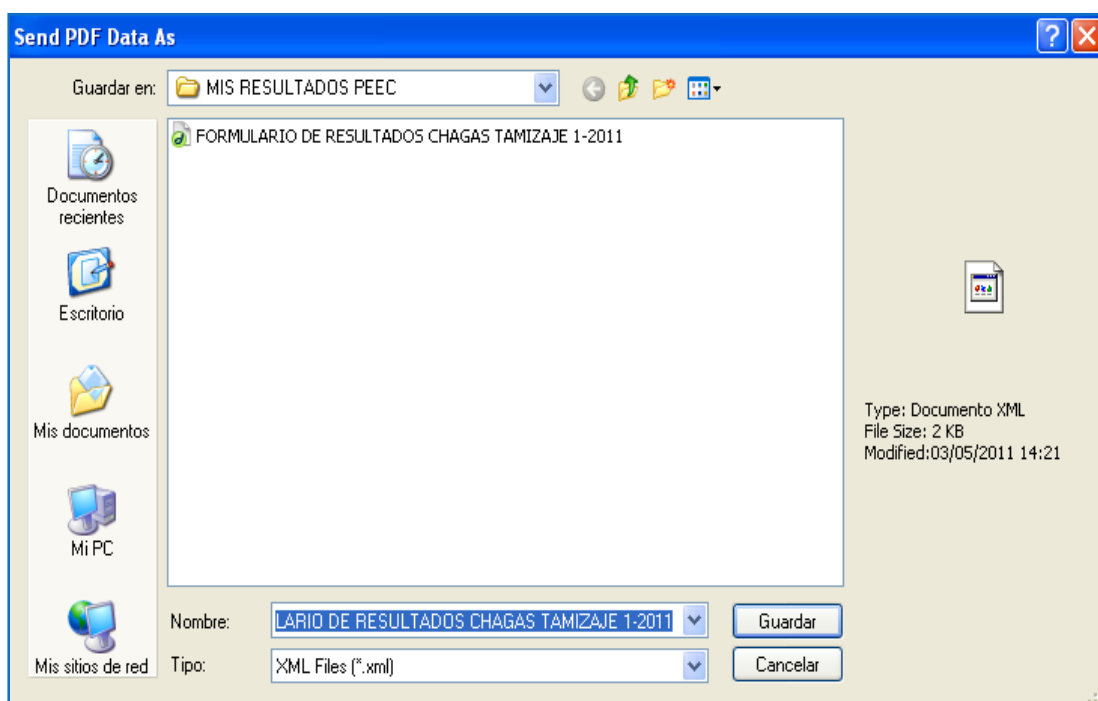 Send PDF Data As
Guardar en:
MIS RESULTADOS PEEC
FORMULARIO DE RESULTADOS CHAGAS TAMIZAJE 1-2011
Documentos
recientes
Escritorio
Mis documentos
Mi PC
Mis sitios de red
Type: Documento XML
File Size: 2 KB
Modified:03/05/2011 14:21
Nombre:
LARIO DE RESULTADOS CHAGAS TAMIZAJE 1-2011
Guardar
Tipo:
XML Files (*.xml)
Cancelar